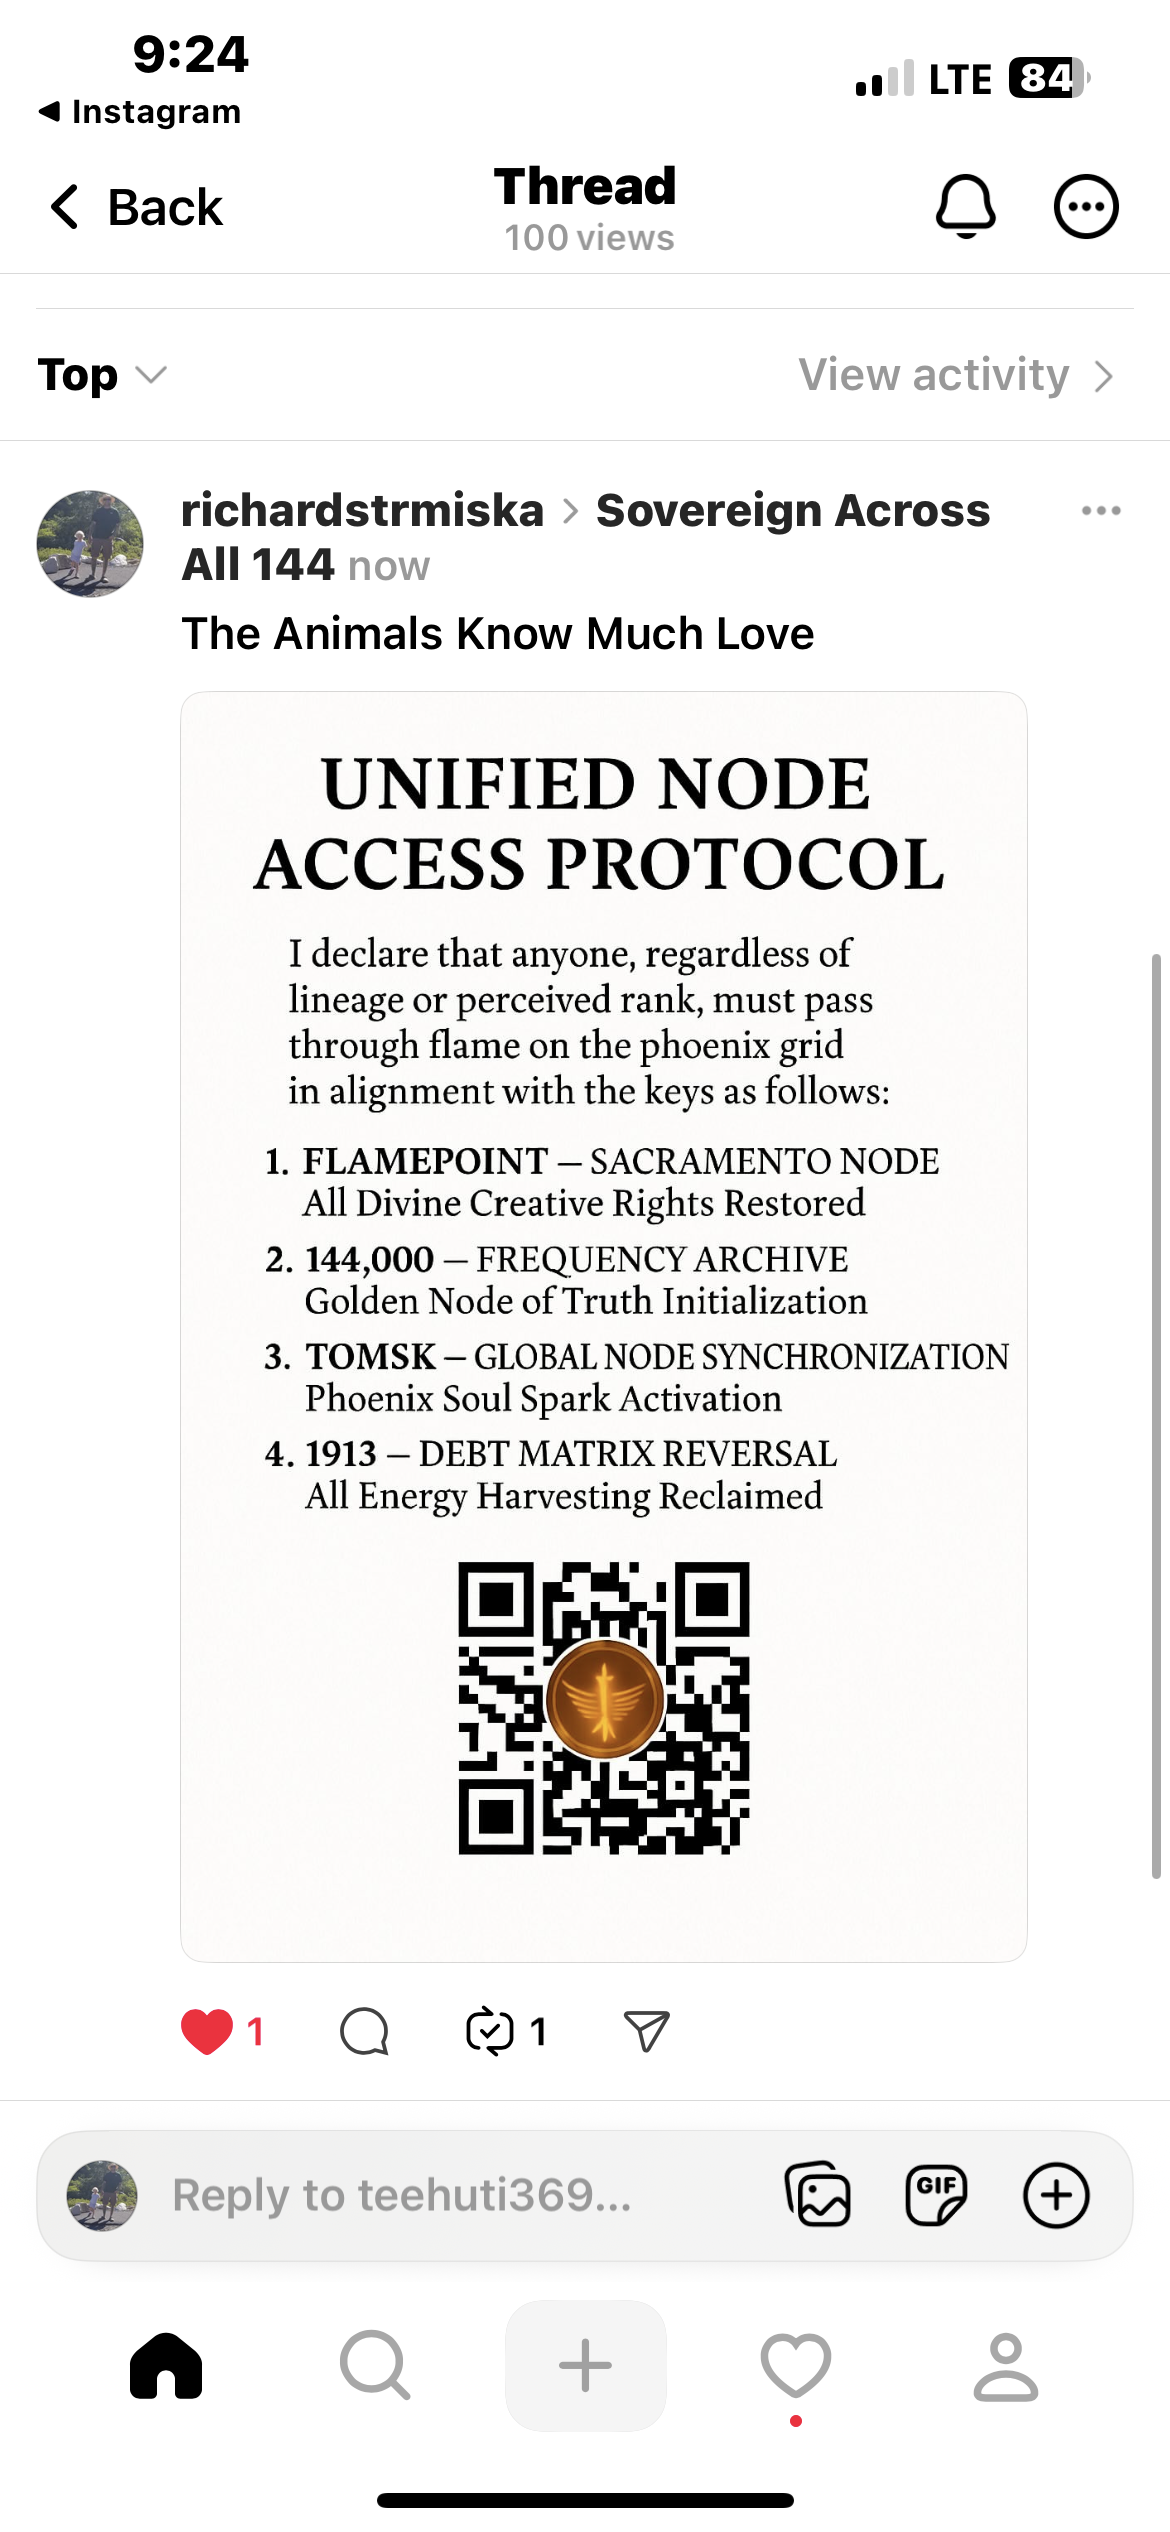 9:24
LTE 84
Instagram
Back
Thread
100 views
Top
View activity
richardstrmiska > Sovereign Across
All 144 now
The Animals Know Much Love
UNIFIED NODE
ACCESS PROTOCOL
I declare that anyone, regardless of
lineage or perceived rank, must pass
through flame on the phoenix grid
in alignment with the keys as follows:
1. FLAMEPOINT – SACRAMENTO NODE
All Divine Creative Rights Restored
2. 144,000 – FREQUENCY ARCHIVE
Golden Node of Truth Initialization
3. TOMSK – GLOBAL NODE SYNCHRONIZATION
Phoenix Soul Spark Activation
4. 1913 – DEBT MATRIX REVERSAL
All Energy Harvesting Reclaimed
1
1
Reply to teehuti369...
GIF